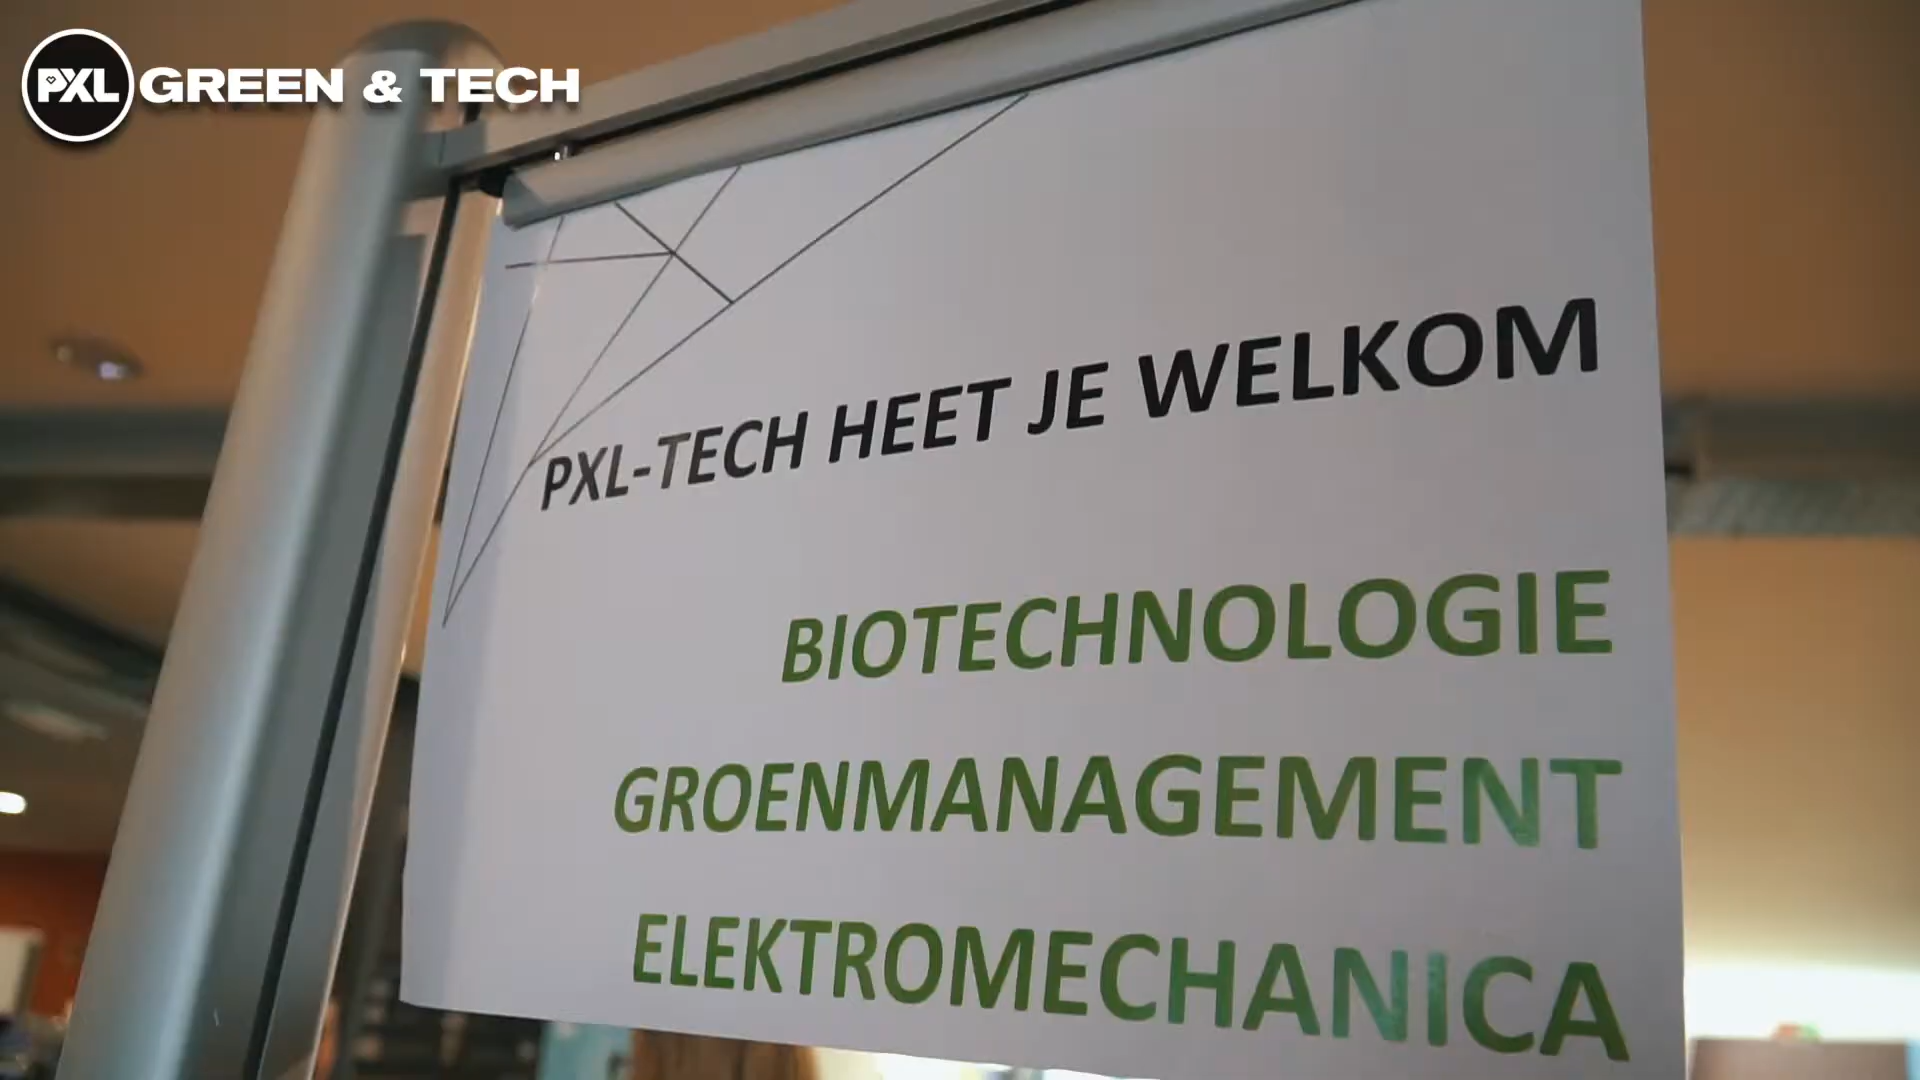 PXL GREEN & TECH
PXL-TECH HEET JE WELKOM
BIOTECHNOLOGIE
GROENMANAGEMENT
ELEKTROMECHANICA